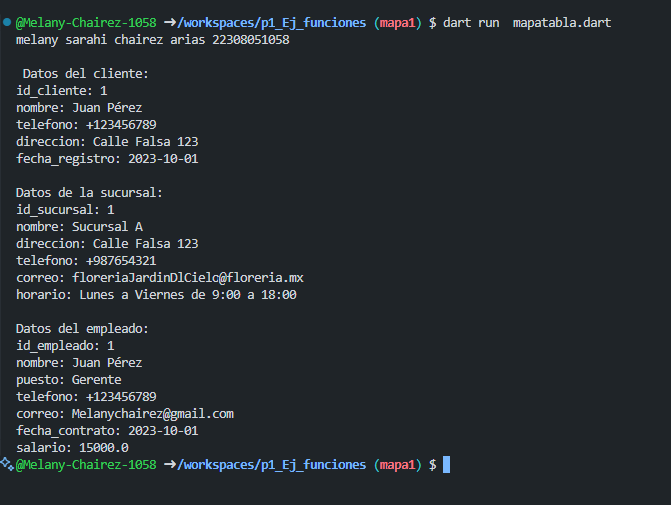 @Melany-Chairez-1058 ➜/workspaces/p1_Ej_funciones (mapa1) $ dart run  mapatabla.dart
melany sarahi chairez arias 22308051058
Datos del cliente:
id_cliente: 1
nombre: Juan Pérez
telefono: +123456789
direccion: Calle Falsa 123
fecha_registro: 2023-10-01
Datos de la sucursal:
id_sucursal: 1
nombre: Sucursal A
direccion: Calle Falsa 123
telefono: +987654321
correo: floreriaJardinDlCielo@floreria.mx
horario: Lunes a Viernes de 9:00 a 18:00
Datos del empleado:
id_empleado: 1
nombre: Juan Pérez
puesto: Gerente
telefono: +123456789
correo: Melanychairez@gmail.com
fecha_contrato: 2023-10-01
salario: 15000.0
@Melany-Chairez-1058 ➜/workspaces/p1_Ej_funciones (mapa1) $